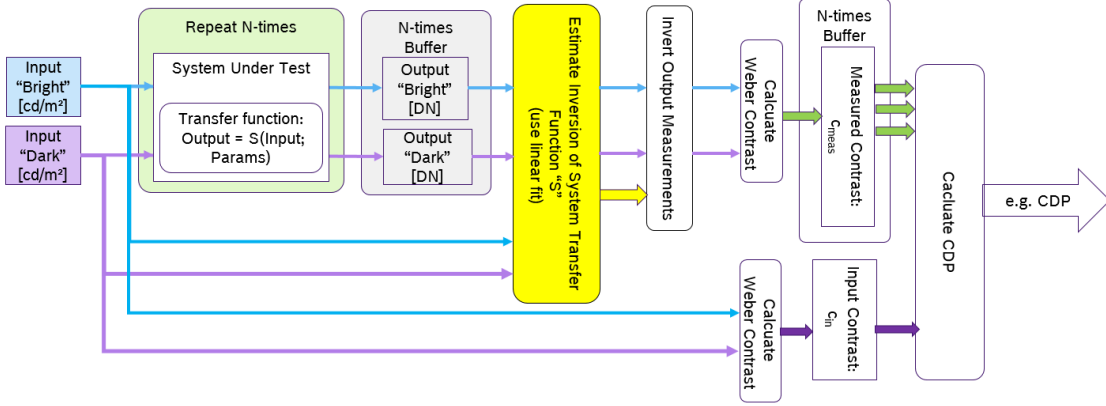 Repeat N-times
N-times
Buffer
N-times
Buffer
Input
“Bright”
[cd/m²]
System Under Test
Output
“Bright”
[DN]
Transfer function:
Output = S(Input;
Params)
Input
“Dark”
[cd/m²]
Output
“Dark”
[DN]
Estimate Inversion of System Transfer
Function “S”
(use linear fit)
Invert Output Measurements
Calcuate
Weber Contrast
Measured Contrast:
cmeas
Calcuate
Weber Contrast
Input Contrast:
cin
Cacluate CDP
e.g. CDP